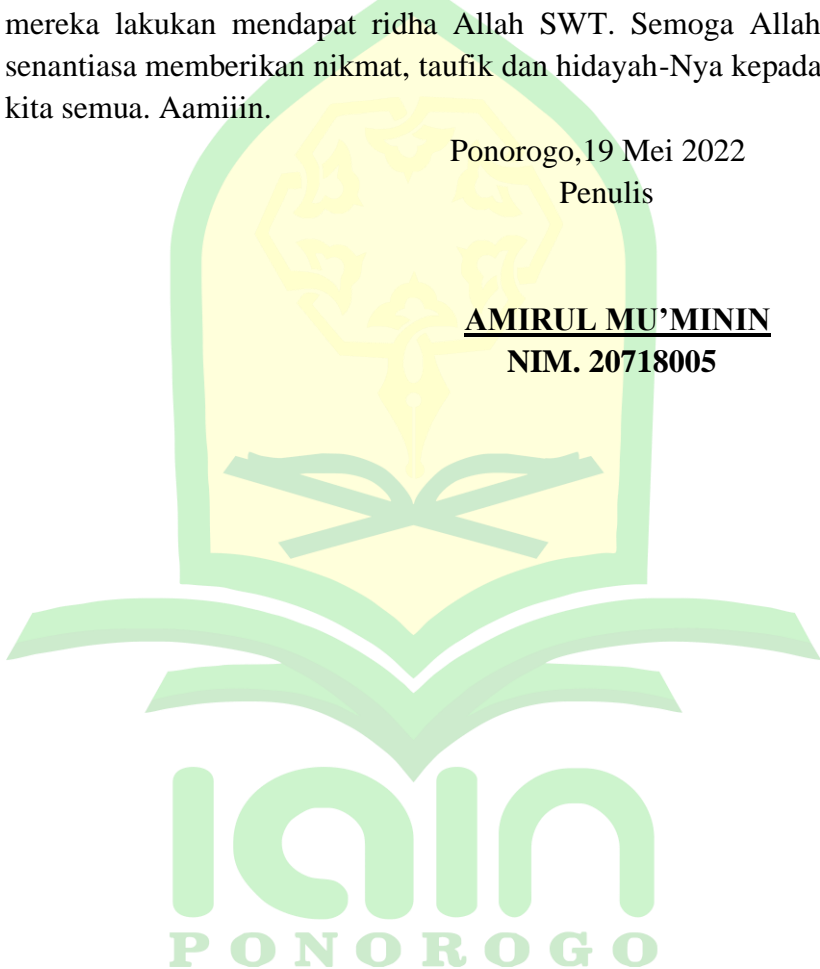 mereka lakukan mendapat ridha Allah SWT. Semoga Allah
senantiasa memberikan nikmat, taufik dan hidayah-Nya kepada
kita semua. Aamiiin.
Ponorogo,19 Mei 2022
Penulis
AMIRUL MU’MININ
NIM. 20718005
iain
PONOROGO